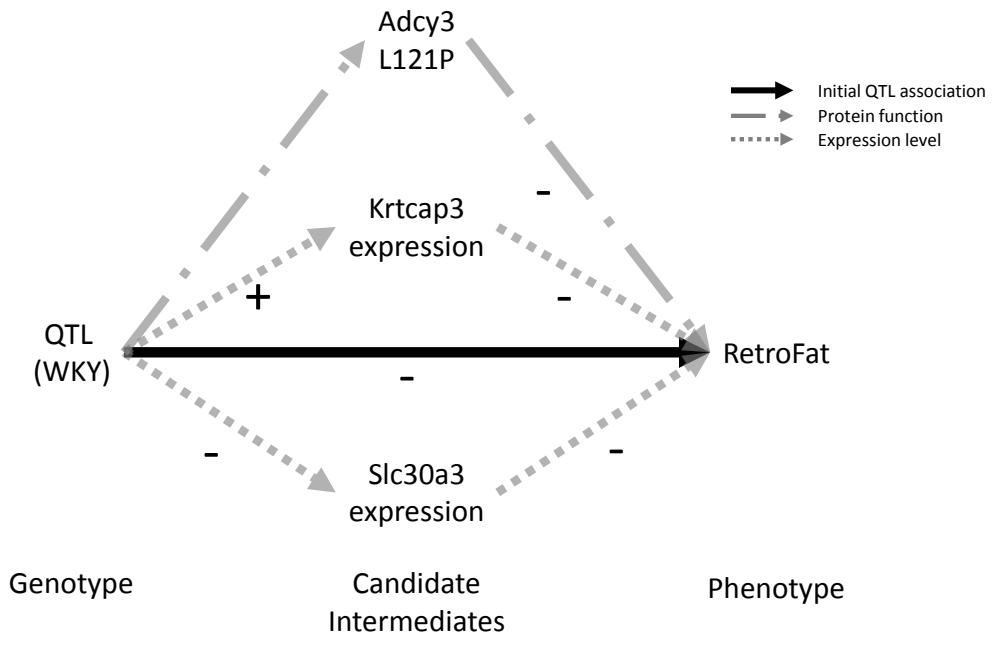 Adcy3
L121P
Initial QTL association
Protein function
Expression level
-
Krtcap3
expression
+
-
QTL
(WKY)
RetroFat
-
-
-
Slc30a3
expression
Genotype
Candidate
Intermediates
Phenotype